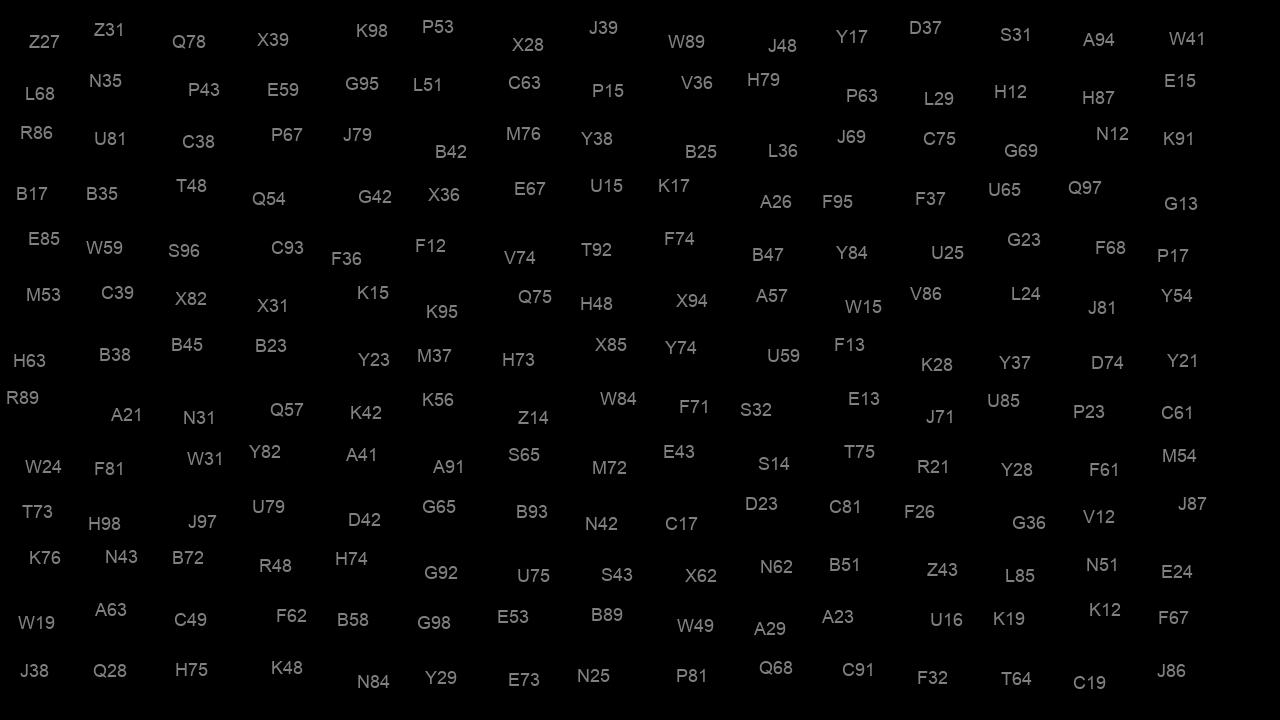 Z27 Z31 Q78 X39 K98 P53 X28 J39 W89 J48 Y17 D37 S31 A94 W41
L68 N35 P43 E59 G95 L51 C63 P15 V36 H79 P63 L29 H12 H87 E15
R86 U81 C38 P67 J79 B42 M76 Y38 B25 L36 J69 C75 G69 N12 K91
B17 B35 T48 Q54 G42 X36 E67 U15 K17 A26 F95 F37 U65 Q97 G13
E85 W59 S96 C93 F36 F12 V74 T92 F74 B47 Y84 U25 G23 F68 P17
M53 C39 X82 X31 K15 K95 Q75 H48 X94 A57 W15 V86 L24 J81 Y54
H63 B38 B45 B23 Y23 M37 H73 X85 Y74 U59 F13 K28 Y37 D74 Y21
R89 A21 N31 Q57 K42 K56 Z14 W84 F71 S32 E13 J71 U85 P23 C61
W24 F81 W31 Y82 A41 A91 S65 M72 E43 S14 T75 R21 Y28 F61 M54
T73 H98 J97 U79 D42 G65 B93 N42 C17 D23 C81 F26 G36 V12 J87
K76 N43 B72 R48 H74 G92 U75 S43 X62 N62 B51 Z43 L85 N51 E24
W19 A63 C49 F62 B58 G98 E53 B89 W49 A29 A23 U16 K19 K12 F67
J38 Q28 H75 K48 N84 Y29 E73 N25 P81 Q68 C91 F32 T64 C19 J86